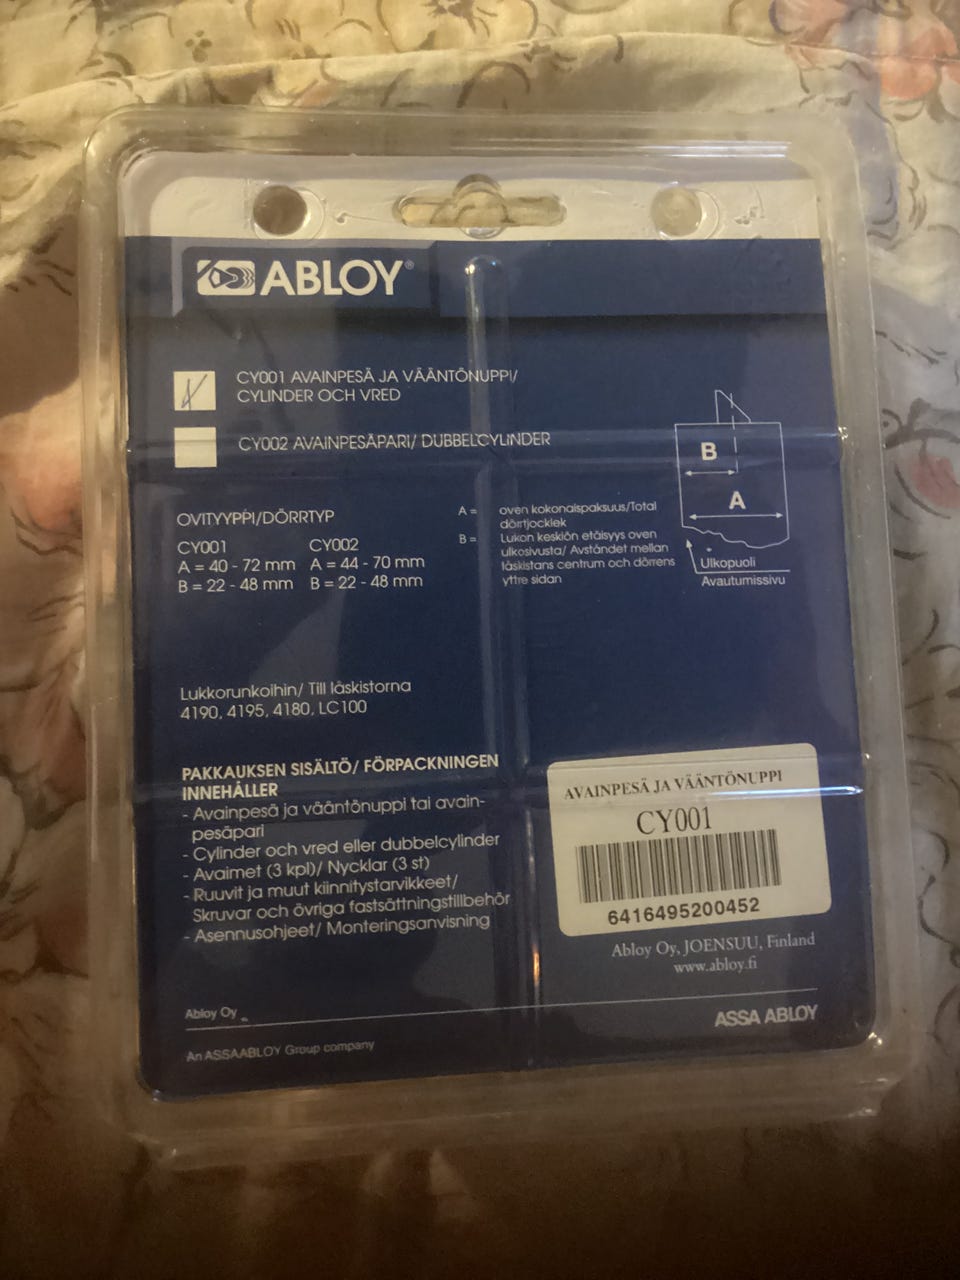 ABLOY®
CY001 AVAINPESÄ JA VÄÄNTÖNUPPI/
CYLINDER OCH VRED
CY002 AVAINPESÄPARI/ DUBBELCYLINDER
B
A
OVITYYPPI/DÖRRTYP
CY001 CY002
A = 40 - 72 mm A = 44 - 70 mm
B = 22 - 48 mm B = 22 - 48 mm
A = oven kokonaispaksuus/Total
dörrtjocklek
B = Lukon keskiön etäisyys oven
ulkosivusta/ Avståndet mellan
låskistans centrum och dörrens
yttre sidan
Ulkopuoli
Avautumissivu
Lukkorunkoihin/ Till låskistorna
4190, 4195, 4180, LC100
PAKKAUKSEN SISÄLTÖ/ FÖRPACKNINGEN
INNEHÅLLER
- Avainpesä ja vääntönuppi tai avain-
pesäpari
- Cylinder och vred eller dubbelcylinder
- Avaimet (3 kpl)/ Nycklar (3 st)
- Ruuvit ja muut kiinnitystarvikkeet/
Skruvar och övriga fastsättningstillbehör
- Asennusohjeet/ Monteringsanvisning
AVAINPESÄ JA VÄÄNTÖNUPPI
CY001
6416495200452
Abloy Oy, JOENSUU, Finland
www.abloy.fi
Abloy Oy
ASSA ABLOY
An ASSA ABLOY Group company